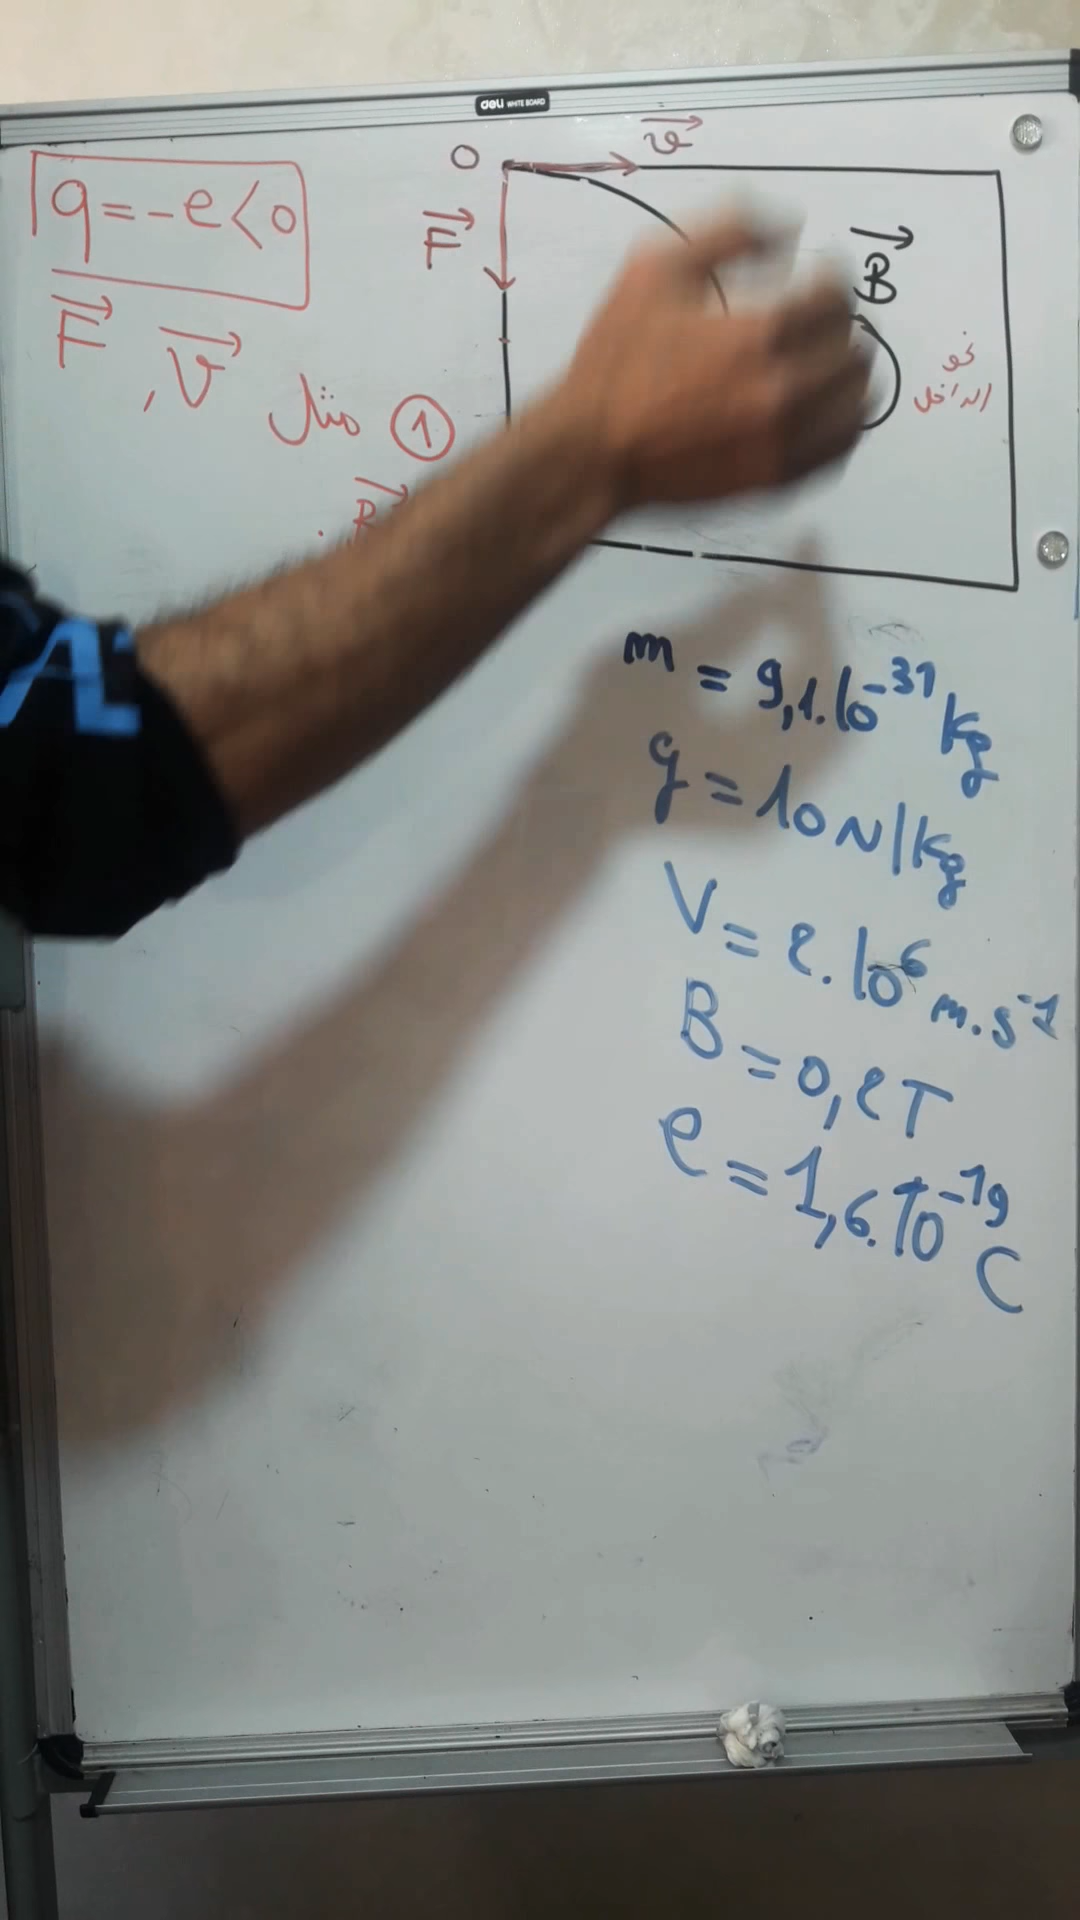 deli WHITE BOARD
q = -e < 0
O
v⃗
F⃗
B⃗
نحو
الداخل
① مثل F⃗ , V⃗
m = 9,1.10⁻³¹ kg
g = 10 N/kg
V = 2.10⁶ m.s⁻¹
B = 0,2 T
e = 1,6.10⁻¹⁹ C